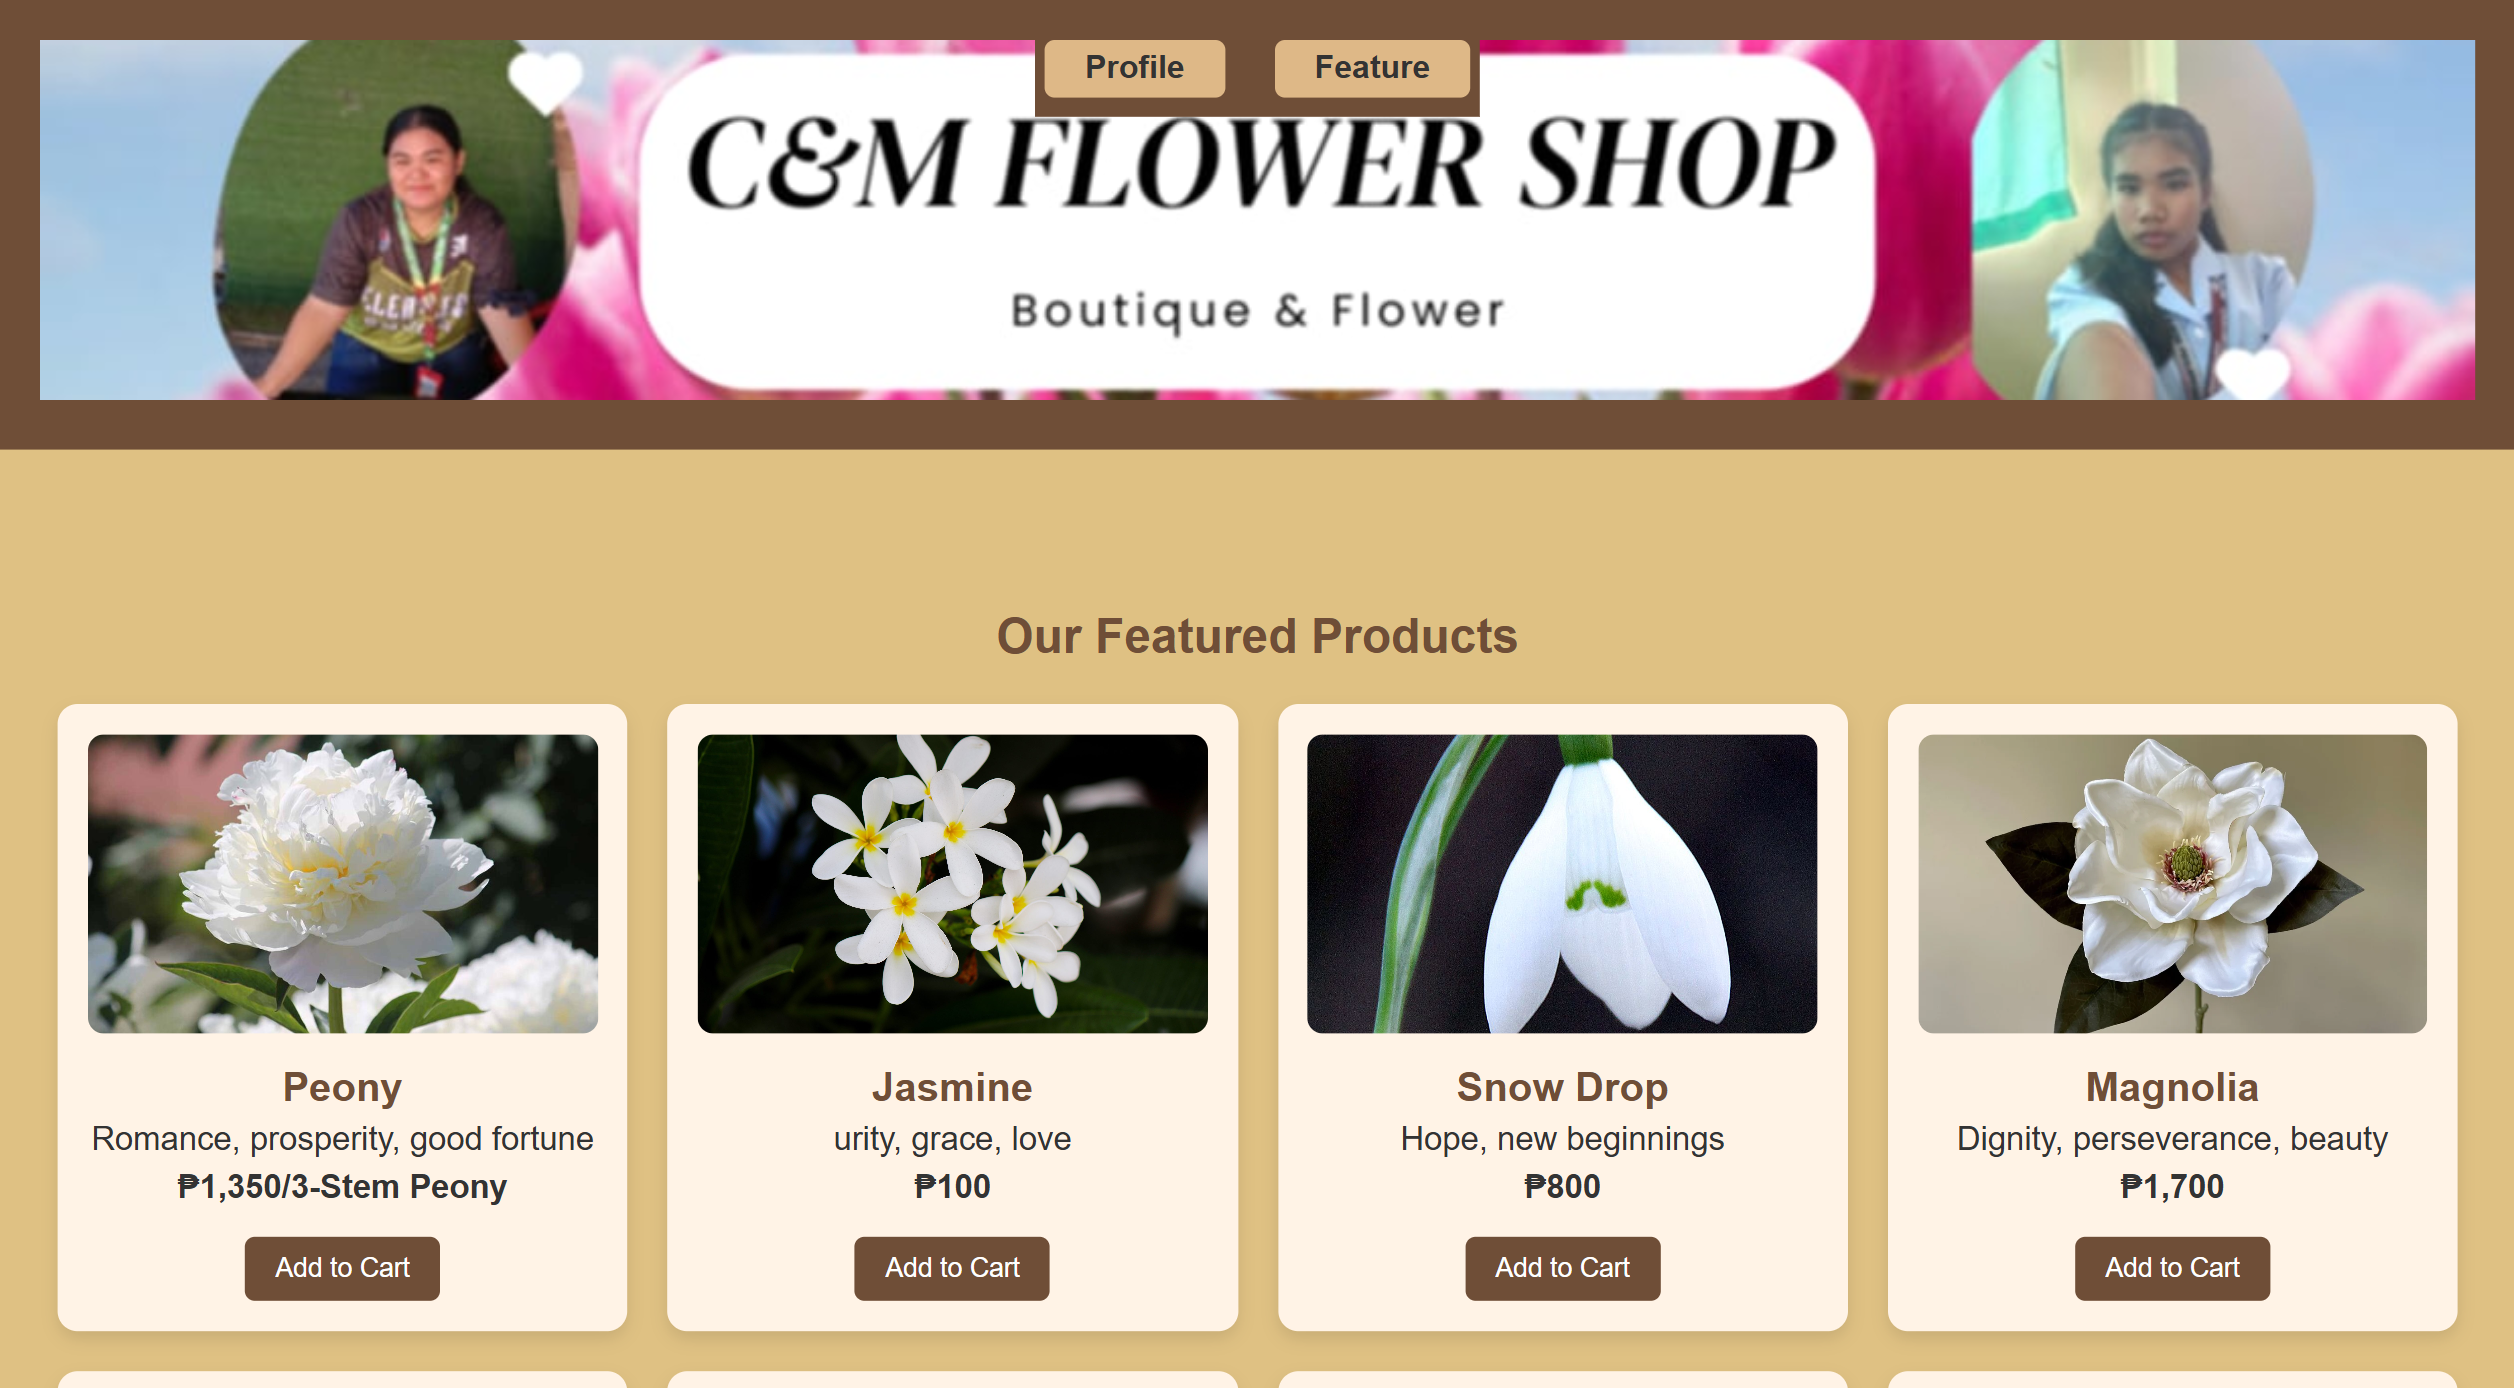 Profile
Feature
C&M FLOWER SHOP
Boutique & Flower
Our Featured Products
Peony
Romance, prosperity, good fortune
₱1,350/3-Stem Peony
Add to Cart
Jasmine
urity, grace, love
₱100
Add to Cart
Snow Drop
Hope, new beginnings
₱800
Add to Cart
Magnolia
Dignity, perseverance, beauty
₱1,700
Add to Cart